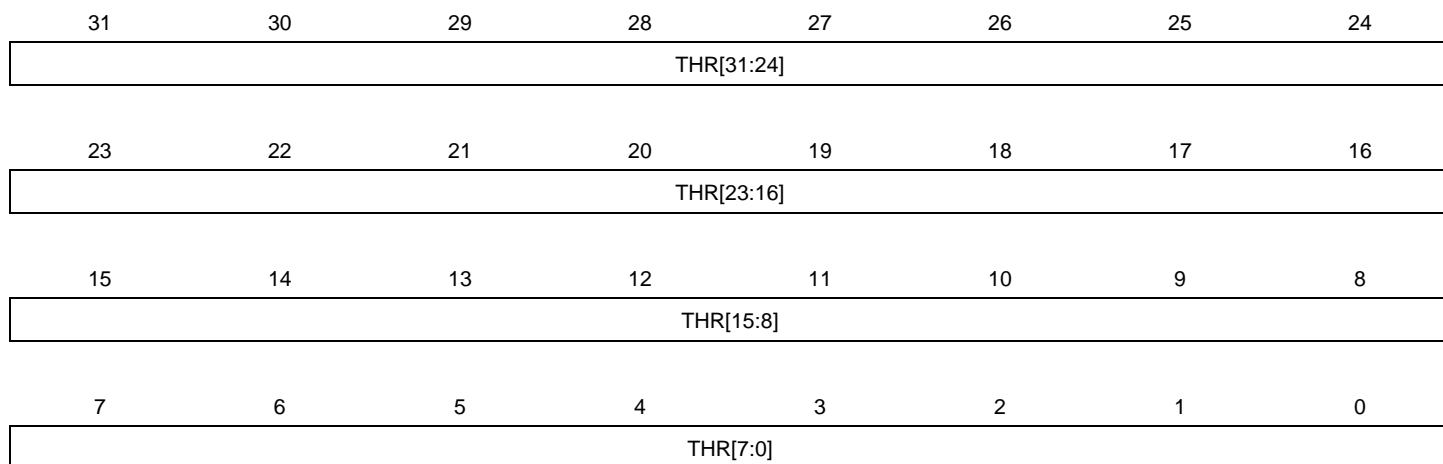 31 30 29 28 27 26 25 24
THR[31:24]
23 22 21 20 19 18 17 16
THR[23:16]
15 14 13 12 11 10 9 8
THR[15:8]
7 6 5 4 3 2 1 0
THR[7:0]